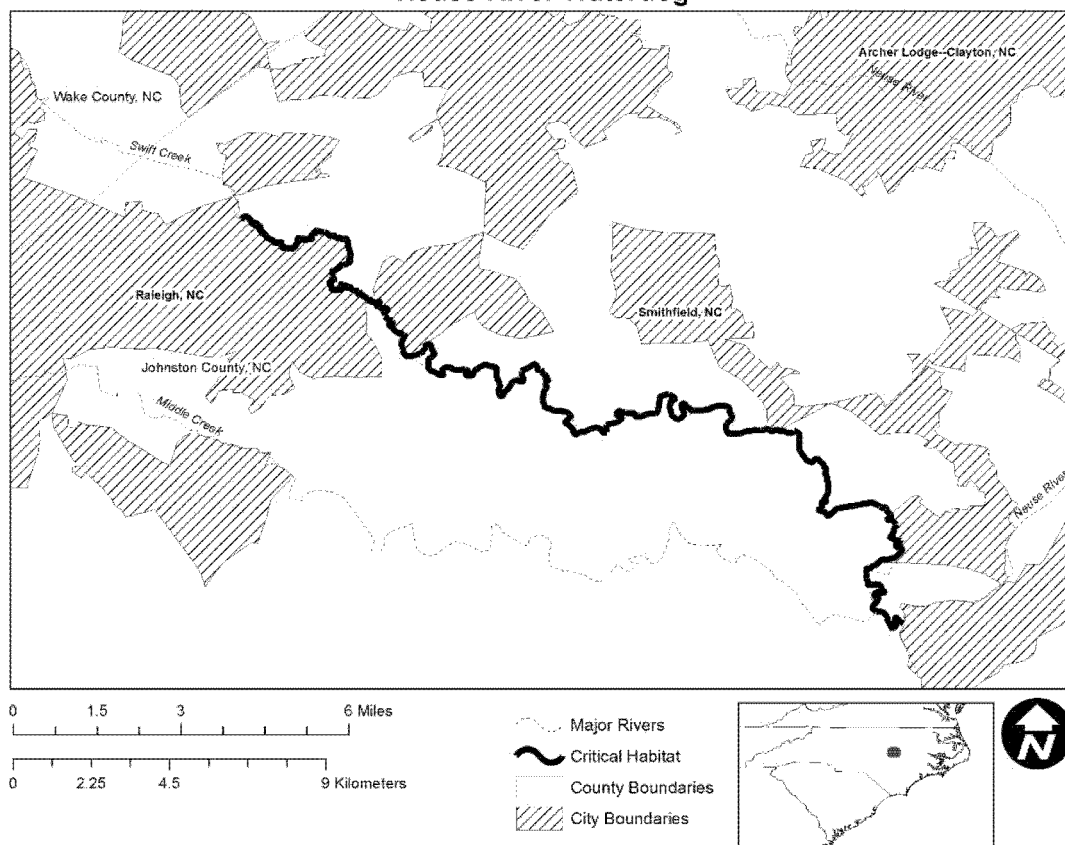 Archer Lodge--Clayton, NC
Neuse River
Wake County, NC
Swift Creek
Raleigh, NC
Smithfield, NC
Johnston County, NC
Middle Creek
Neuse River
0 1.5 3 6 Miles
0 2.25 4.5 9 Kilometers
Major Rivers
Critical Habitat
County Boundaries
City Boundaries
N